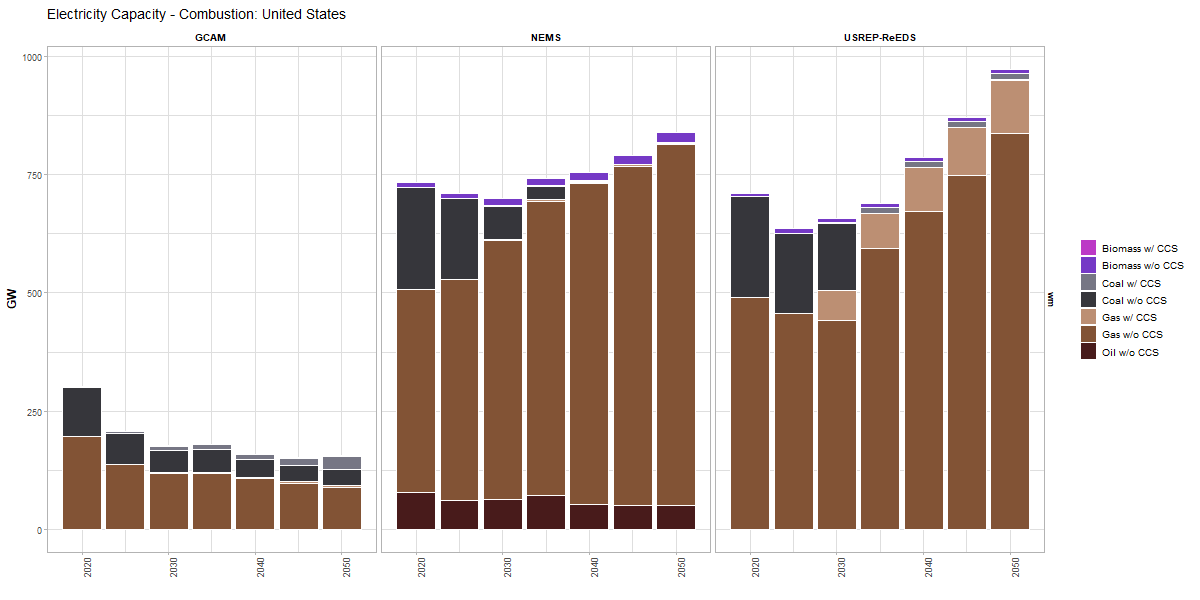 Electricity Capacity - Combustion: United States
GCAM
NEMS
USREP-ReEDS
1000
750
500
250
0
GW
wm
2020
2030
2040
2050
2020
2030
2040
2050
2020
2030
2040
2050
Biomass w/ CCS
Biomass w/o CCS
Coal w/ CCS
Coal w/o CCS
Gas w/ CCS
Gas w/o CCS
Oil w/o CCS